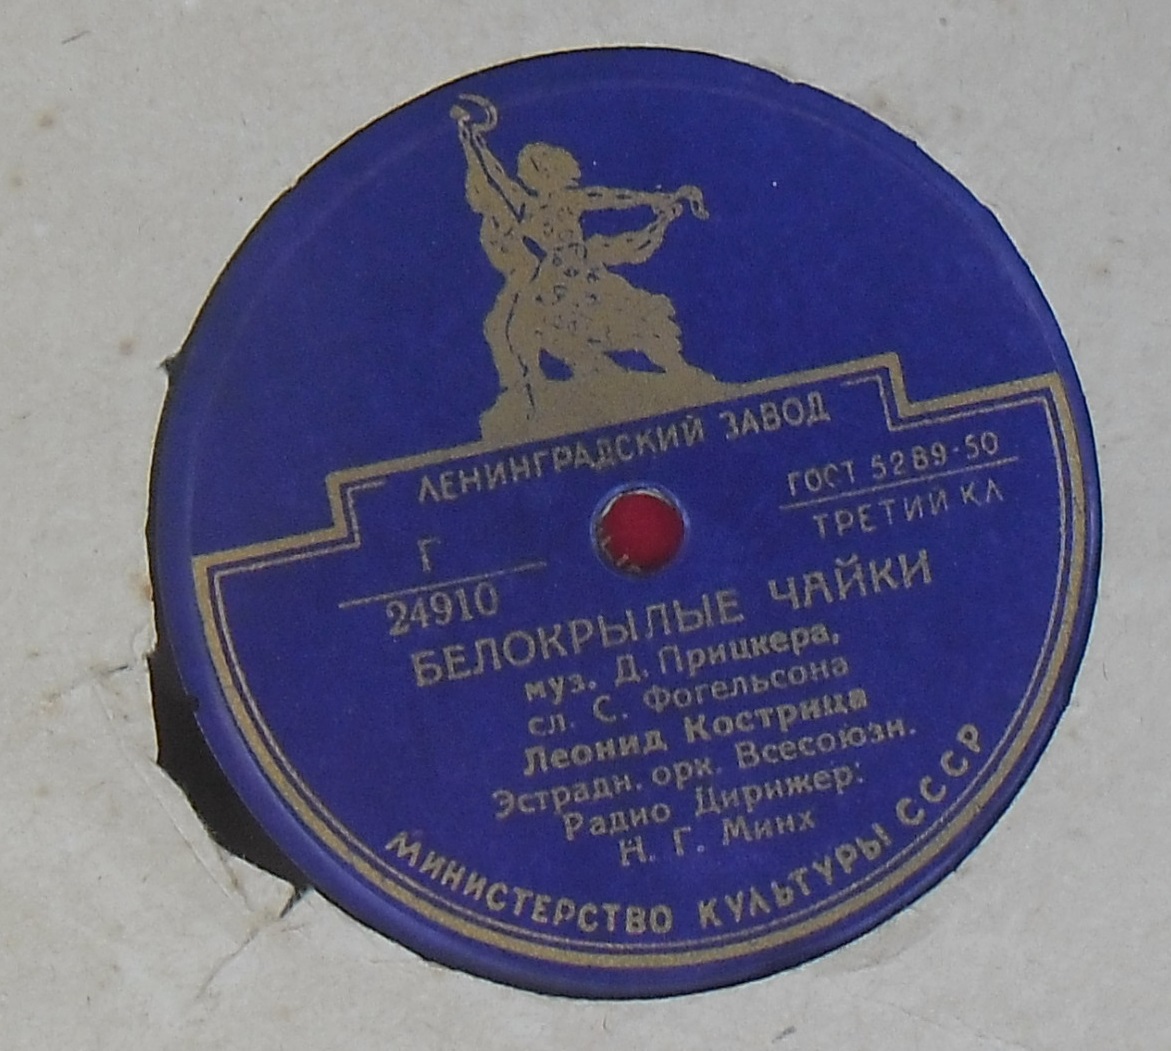 ЛЕНИНГРАДСКИЙ ЗАВОД
ГОСТ 5289-50
ТРЕТИЙ КЛ
Г
24910
БЕЛОКРЫЛЫЕ ЧАЙКИ
муз. Д. Прицкера,
сл. С. Фогельсона
Леонид Кострица
Эстрадн. орк. Всесоюзн.
Радио Дирижер:
Н. Г. Минх
МИНИСТЕРСТВО КУЛЬТУРЫ СССР